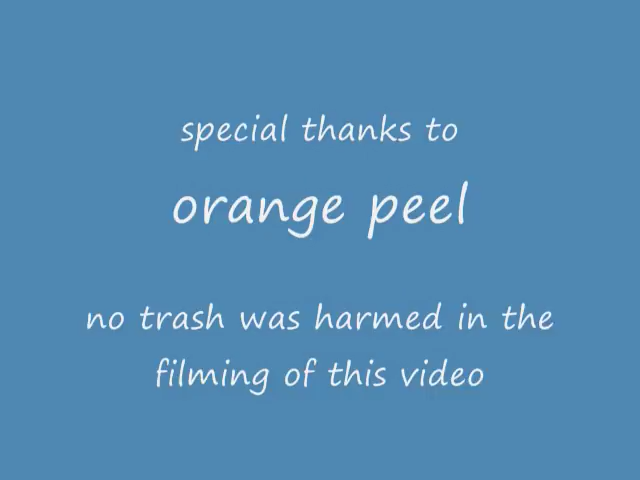 special thanks to
orange peel
no trash was harmed in the
filming of this video